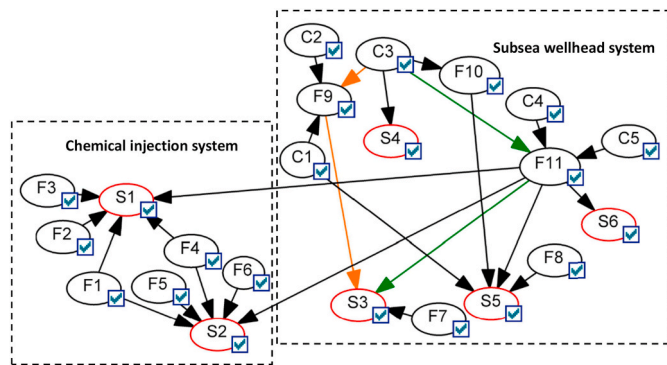 C2
C3
Subsea wellhead system
F10
F9
C4
S4
C5
Chemical injection system
C1
F11
F3
S1
S6
F2
F4
F8
F1
F5
F6
S3
S5
F7
S2